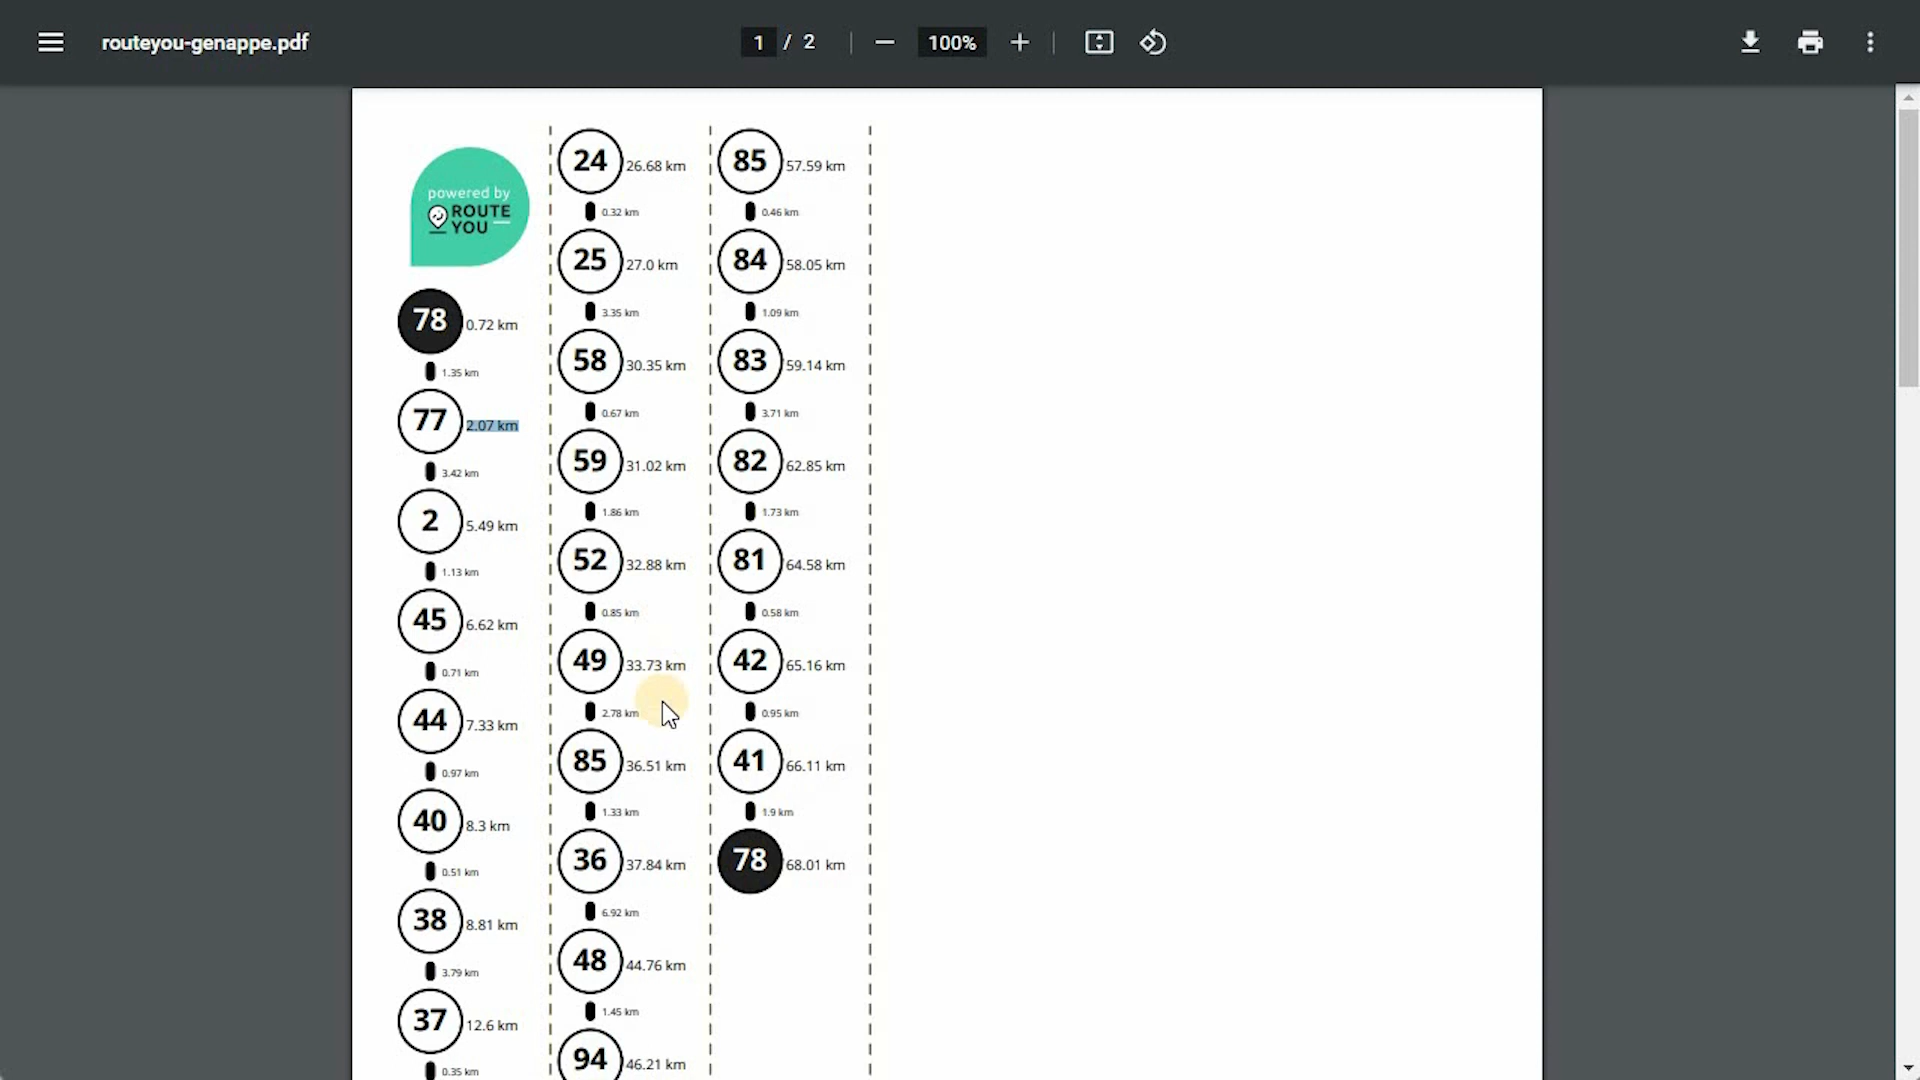 routeyou-genappe.pdf
1 / 2
100%
powered by
ROUTE
YOU
78 0.72 km
1.35 km
77 2.07 km
3.42 km
2 5.49 km
1.13 km
45 6.62 km
0.71 km
44 7.33 km
0.97 km
40 8.3 km
0.51 km
38 8.81 km
3.79 km
37 12.6 km
0.35 km
24 26.68 km
0.32 km
25 27.0 km
3.35 km
58 30.35 km
0.67 km
59 31.02 km
1.86 km
52 32.88 km
0.85 km
49 33.73 km
2.78 km
85 36.51 km
1.33 km
36 37.84 km
6.92 km
48 44.76 km
1.45 km
94 46.21 km
85 57.59 km
0.46 km
84 58.05 km
1.09 km
83 59.14 km
3.71 km
82 62.85 km
1.73 km
81 64.58 km
0.58 km
42 65.16 km
0.95 km
41 66.11 km
1.9 km
78 68.01 km